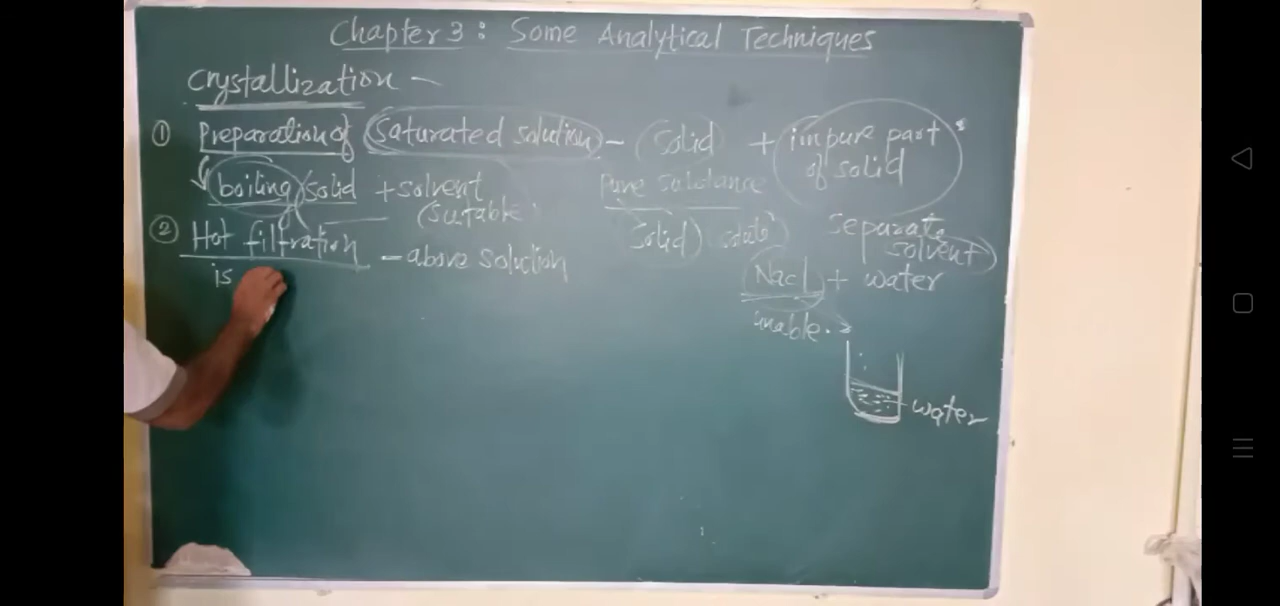 Chapter 3 : Some Analytical Techniques
Crystallization -
① Preparation of Saturated solution - Solid + impure part of solid
boiling solid + solvent (Suitable)
Pure substance
Solid) solute
Separate
solvent
② Hot filtration - above solution
is
Nacl + water
unable.
water